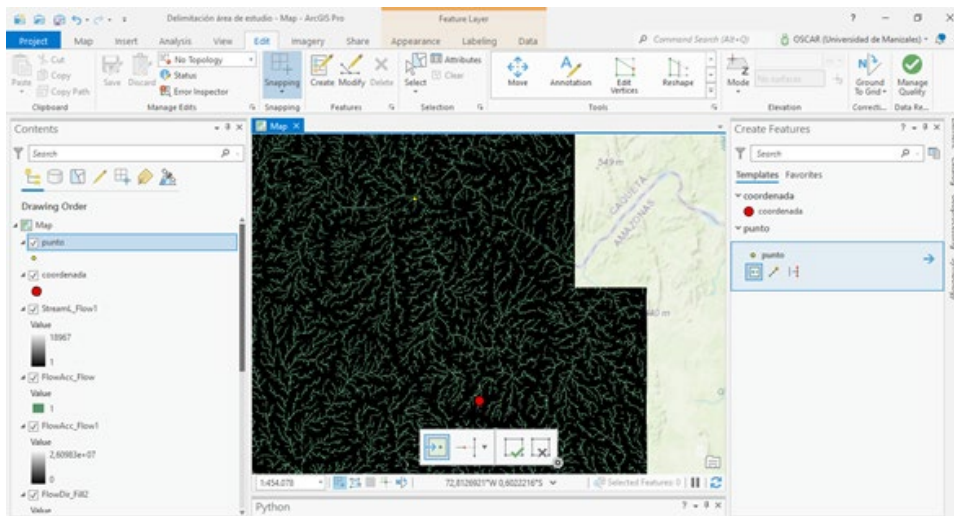 Delimitación área de estudio - Map - ArcGIS Pro
Feature Layer
? – X
Project Map Insert Analysis View Edit Imagery Share Appearance Labeling Data
Command Search (Alt+Q)
OSCAR (Universidad de Manizales)
Paste
Cut
Copy
Copy Path
Clipboard
Save Discard
No Topology
Status
Error Inspector
Manage Edits
Snapping
Snapping
Create Modify Delete
Features
Select
Attributes
Clear
Selection
Move Annotation Edit Vertices Reshape
Tools
Mode
No surfaces
Elevation
Ground To Grid
Correcti...
Manage Quality
Data Re...
Contents
Search
Drawing Order
Map
punto
coordenada
StreamL_Flow1
Value
18967
1
FlowAcc_Flow
Value
1
FlowAcc_Flow1
Value
2,60983e+07
0
FlowDir_Fill2
Value
Map
549 m
CAQUETA
AMAZONAS
1:454.078
72,8126921°W 0,6022216°S
Selected Features: 0
Python
Create Features
Search
Templates Favorites
coordenada
coordenada
punto
punto